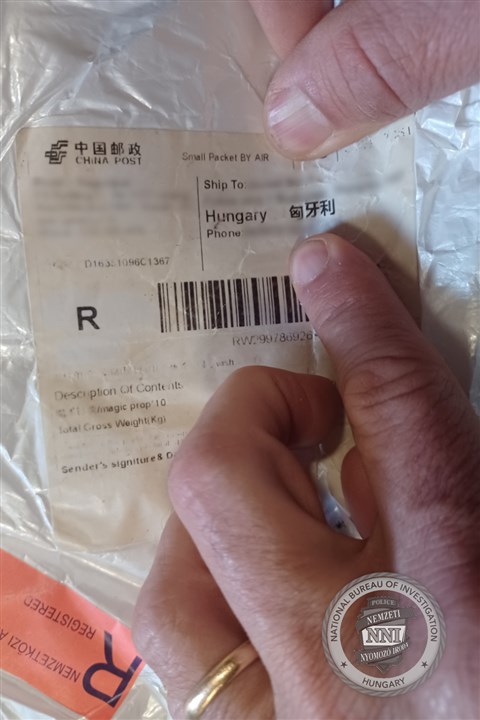 中国邮政
CHINA POST
Small Packet BY AIR
Ship To:
Hungary 匈牙利
Phone
R
Description Of Contents
magic prop*10
Total Gross Weight(Kg)
Sender's signiture&
REGISTERED
NEMZETKÖZI
R
NATIONAL BUREAU OF INVESTIGATION
POLICE
NEMZETI
NNI
NYOMOZÓ IRODA
HUNGARY